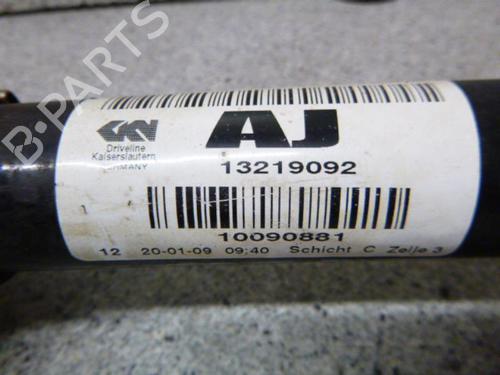 B-PARTS
GKN
Driveline
Kaiserslautern
GERMANY
AJ
13219092
10090881
12 20-01-09 09:40 Schicht C Zelle 3